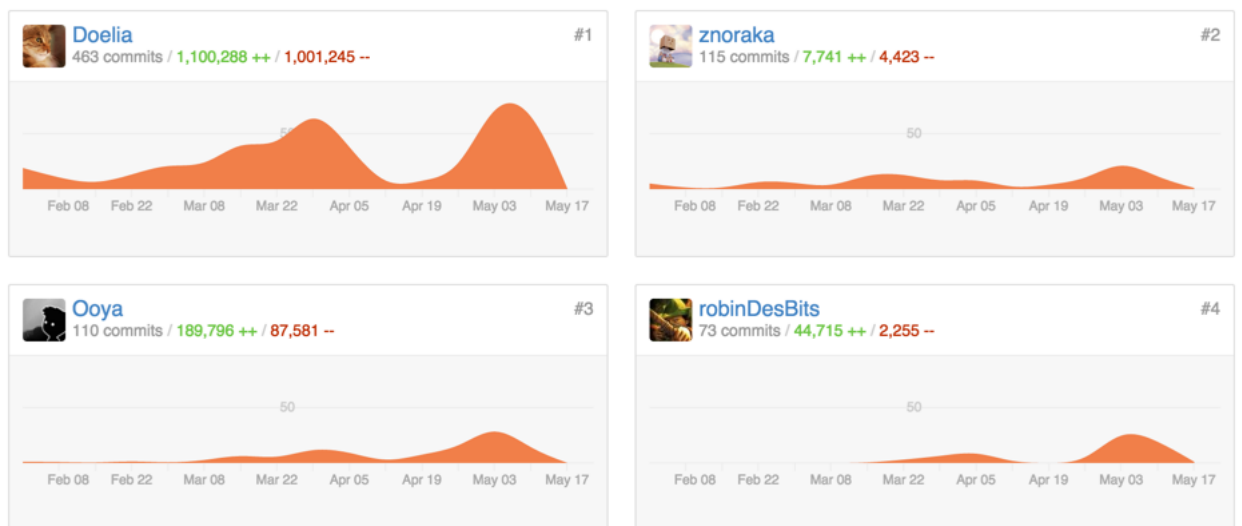 Doelia #1
463 commits / 1,100,288 ++ / 1,001,245 --
50
Feb 08 Feb 22 Mar 08 Mar 22 Apr 05 Apr 19 May 03 May 17
znoraka #2
115 commits / 7,741 ++ / 4,423 --
50
Feb 08 Feb 22 Mar 08 Mar 22 Apr 05 Apr 19 May 03 May 17
Ooya #3
110 commits / 189,796 ++ / 87,581 --
50
Feb 08 Feb 22 Mar 08 Mar 22 Apr 05 Apr 19 May 03 May 17
robinDesBits #4
73 commits / 44,715 ++ / 2,255 --
50
Feb 08 Feb 22 Mar 08 Mar 22 Apr 05 Apr 19 May 03 May 17